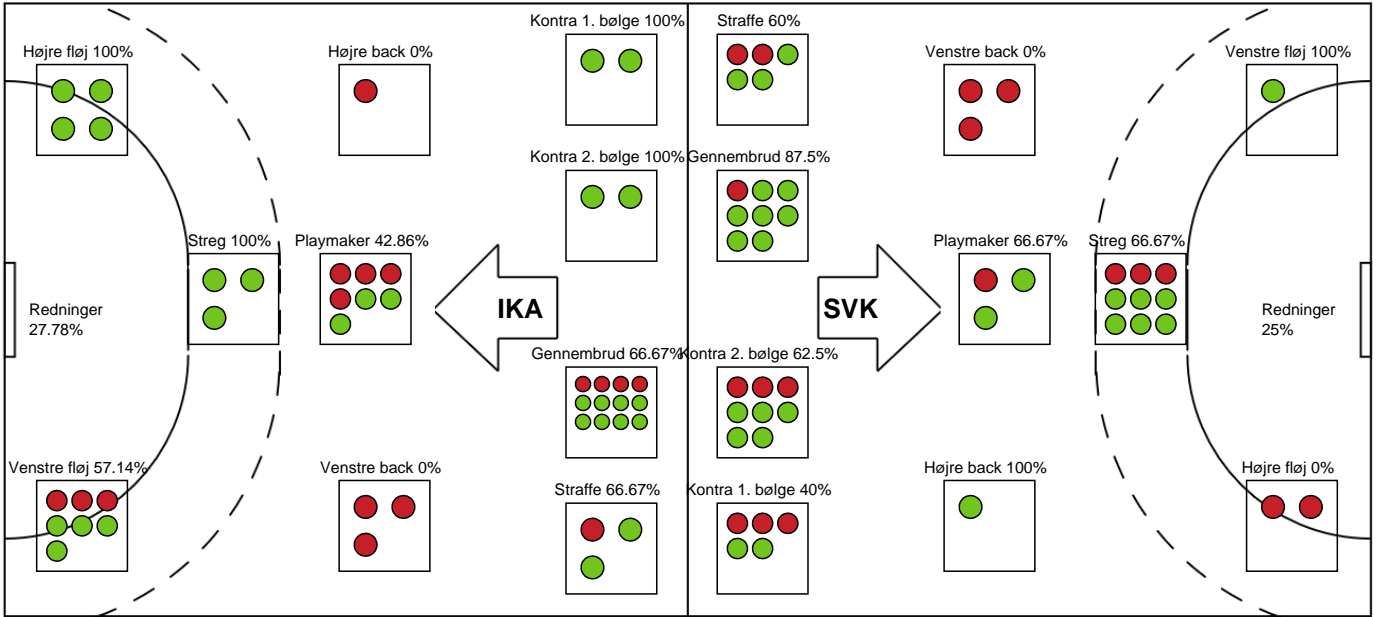 Kontra 1. bølge 100%
Straffe 60%
Højre fløj 100%
Højre back 0%
Venstre back 0%
Venstre fløj 100%
Kontra 2. bølge 100%
Gennembrud 87.5%
Streg 100%
Playmaker 42.86%
Playmaker 66.67%
Streg 66.67%
Redninger
27.78%
IKA
SVK
Redninger
25%
Gennembrud 66.67%
Kontra 2. bølge 62.5%
Venstre fløj 57.14%
Venstre back 0%
Højre back 100%
Højre fløj 0%
Straffe 66.67%
Kontra 1. bølge 40%